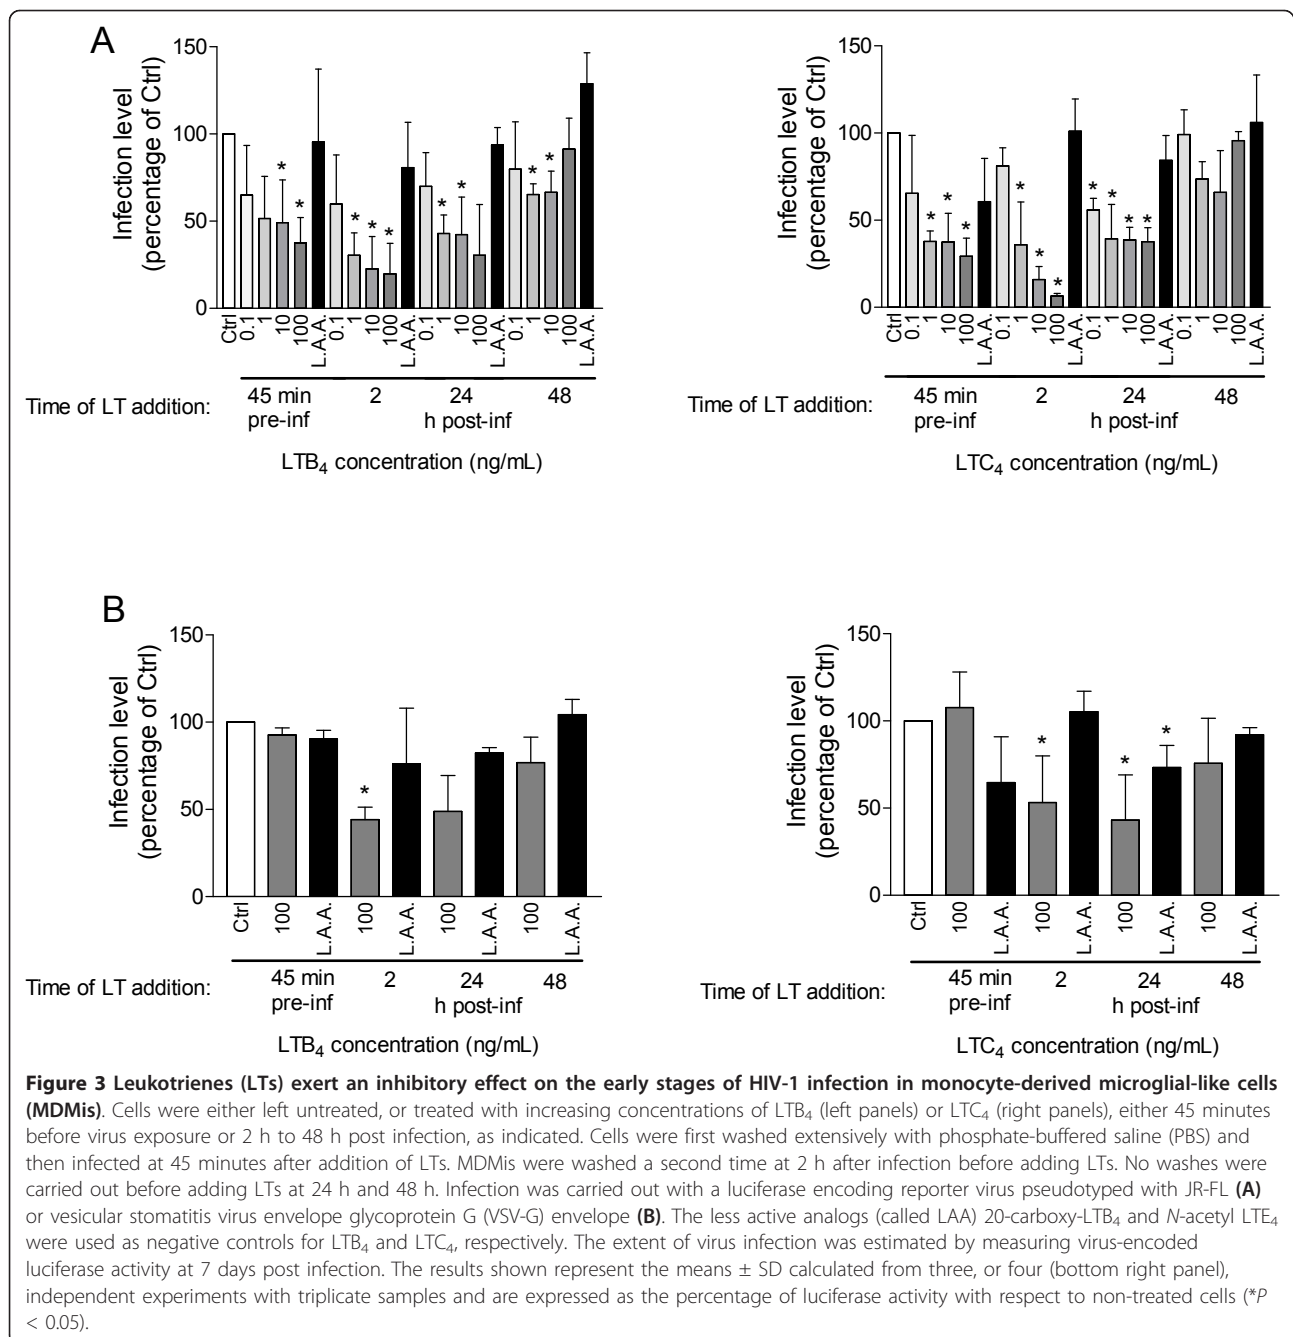 A
150
100
50
0
Infection level
(percentage of Ctrl)
* * * * * * * * *
Ctrl 0.1 1 10 100 L.A.A. 0.1 1 10 100 L.A.A. 0.1 1 10 100 L.A.A. 0.1 1 10 100 L.A.A.
Time of LT addition:
45 min 2 24 48
pre-inf h post-inf
LTB4 concentration (ng/mL)
150
100
50
0
Infection level
(percentage of Ctrl)
* * * * * * * * * *
Ctrl 0.1 1 10 100 L.A.A. 0.1 1 10 100 L.A.A. 0.1 1 10 100 L.A.A. 0.1 1 10 100 L.A.A.
Time of LT addition:
45 min 2 24 48
pre-inf h post-inf
LTC4 concentration (ng/mL)
B
150
100
50
0
Infection level
(percentage of Ctrl)
*
Ctrl 100 L.A.A. 100 L.A.A. 100 L.A.A. 100 L.A.A.
Time of LT addition:
45 min 2 24 48
pre-inf h post-inf
LTB4 concentration (ng/mL)
150
100
50
0
Infection level
(percentage of Ctrl)
* * *
Ctrl 100 L.A.A. 100 L.A.A. 100 L.A.A. 100 L.A.A.
Time of LT addition:
45 min 2 24 48
pre-inf h post-inf
LTC4 concentration (ng/mL)
Figure 3 Leukotrienes (LTs) exert an inhibitory effect on the early stages of HIV-1 infection in monocyte-derived microglial-like cells
(MDMis). Cells were either left untreated, or treated with increasing concentrations of LTB4 (left panels) or LTC4 (right panels), either 45 minutes
before virus exposure or 2 h to 48 h post infection, as indicated. Cells were first washed extensively with phosphate-buffered saline (PBS) and
then infected at 45 minutes after addition of LTs. MDMis were washed a second time at 2 h after infection before adding LTs. No washes were
carried out before adding LTs at 24 h and 48 h. Infection was carried out with a luciferase encoding reporter virus pseudotyped with JR-FL (A)
or vesicular stomatitis virus envelope glycoprotein G (VSV-G) envelope (B). The less active analogs (called LAA) 20-carboxy-LTB4 and N-acetyl LTE4
were used as negative controls for LTB4 and LTC4, respectively. The extent of virus infection was estimated by measuring virus-encoded
luciferase activity at 7 days post infection. The results shown represent the means ± SD calculated from three, or four (bottom right panel),
independent experiments with triplicate samples and are expressed as the percentage of luciferase activity with respect to non-treated cells (*P
< 0.05).